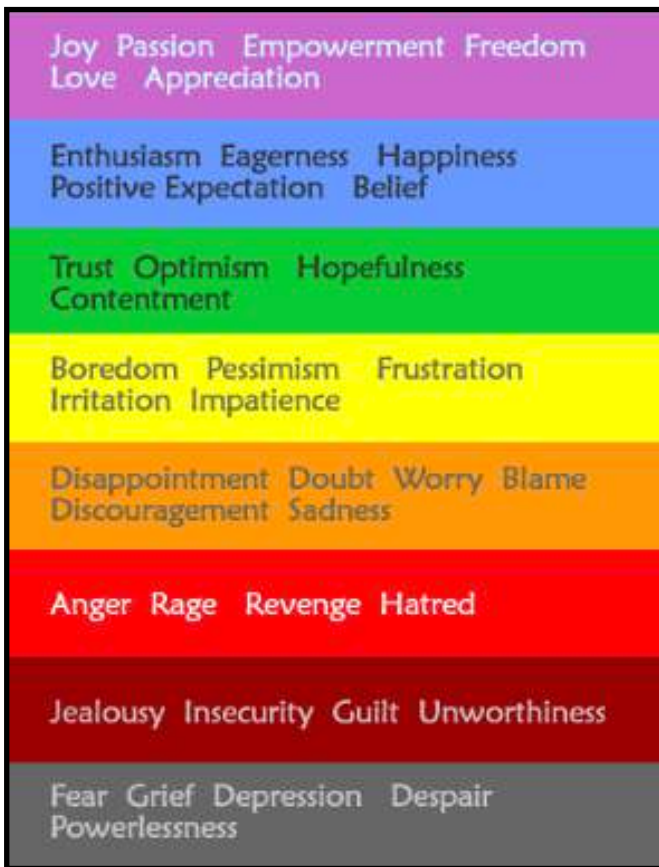 Joy Passion Empowerment Freedom
Love Appreciation
Enthusiasm Eagerness Happiness
Positive Expectation Belief
Trust Optimism Hopefulness
Contentment
Boredom Pessimism Frustration
Irritation Impatience
Disappointment Doubt Worry Blame
Discouragement Sadness
Anger Rage Revenge Hatred
Jealousy Insecurity Guilt Unworthiness
Fear Grief Depression Despair
Powerlessness